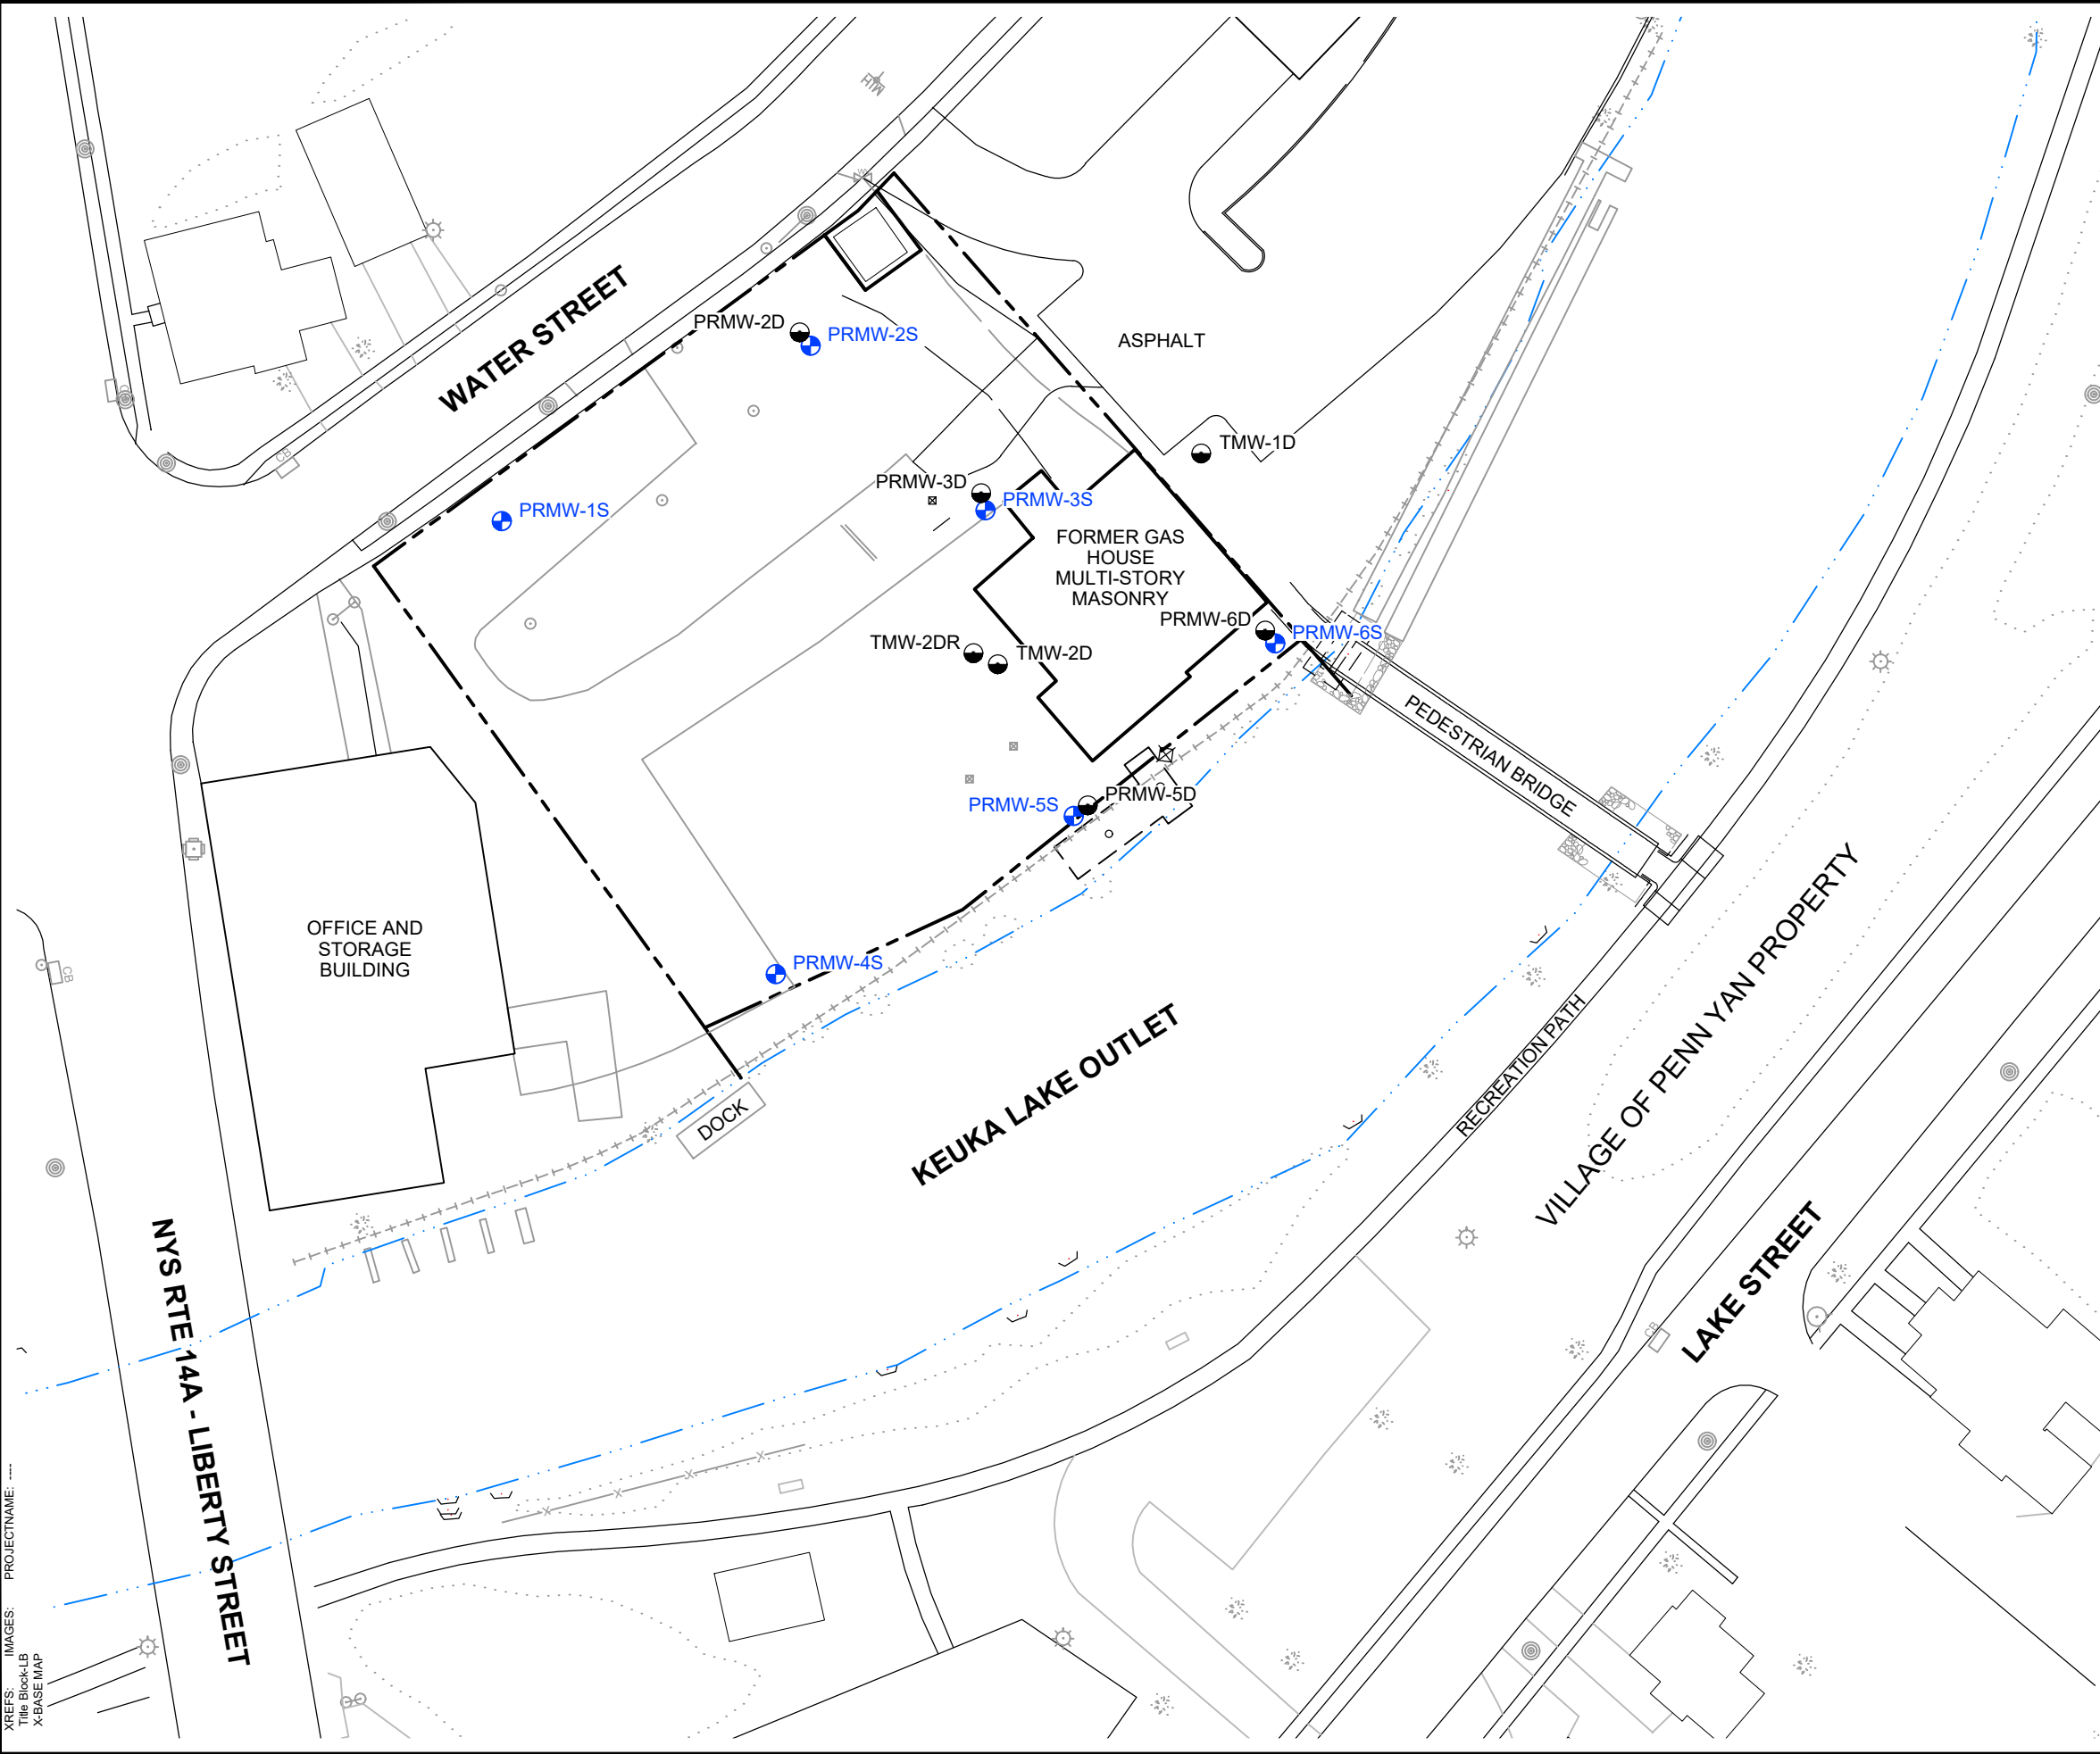 MH
W
WATER STREET
PRMW-2D
PRMW-2S
ASPHALT
TMW-1D
CB
CB
PRMW-3D
PRMW-3S
PRMW-1S
FORMER GAS
HOUSE
MULTI-STORY
MASONRY
PRMW-6D
PRMW-6S
TMW-2DR
TMW-2D
PEDESTRIAN BRIDGE
PRMW-5S
PRMW-5D
OFFICE AND
STORAGE
BUILDING
CB
PRMW-4S
DOCK
KEUKA LAKE OUTLET
RECREATION PATH
VILLAGE OF PENN YAN PROPERTY
LAKE STREET
CB
NYS RTE 14A - LIBERTY STREET
XREFS: IMAGES: PROJECTNAME: ----
Title Block-LB
X-BASE MAP